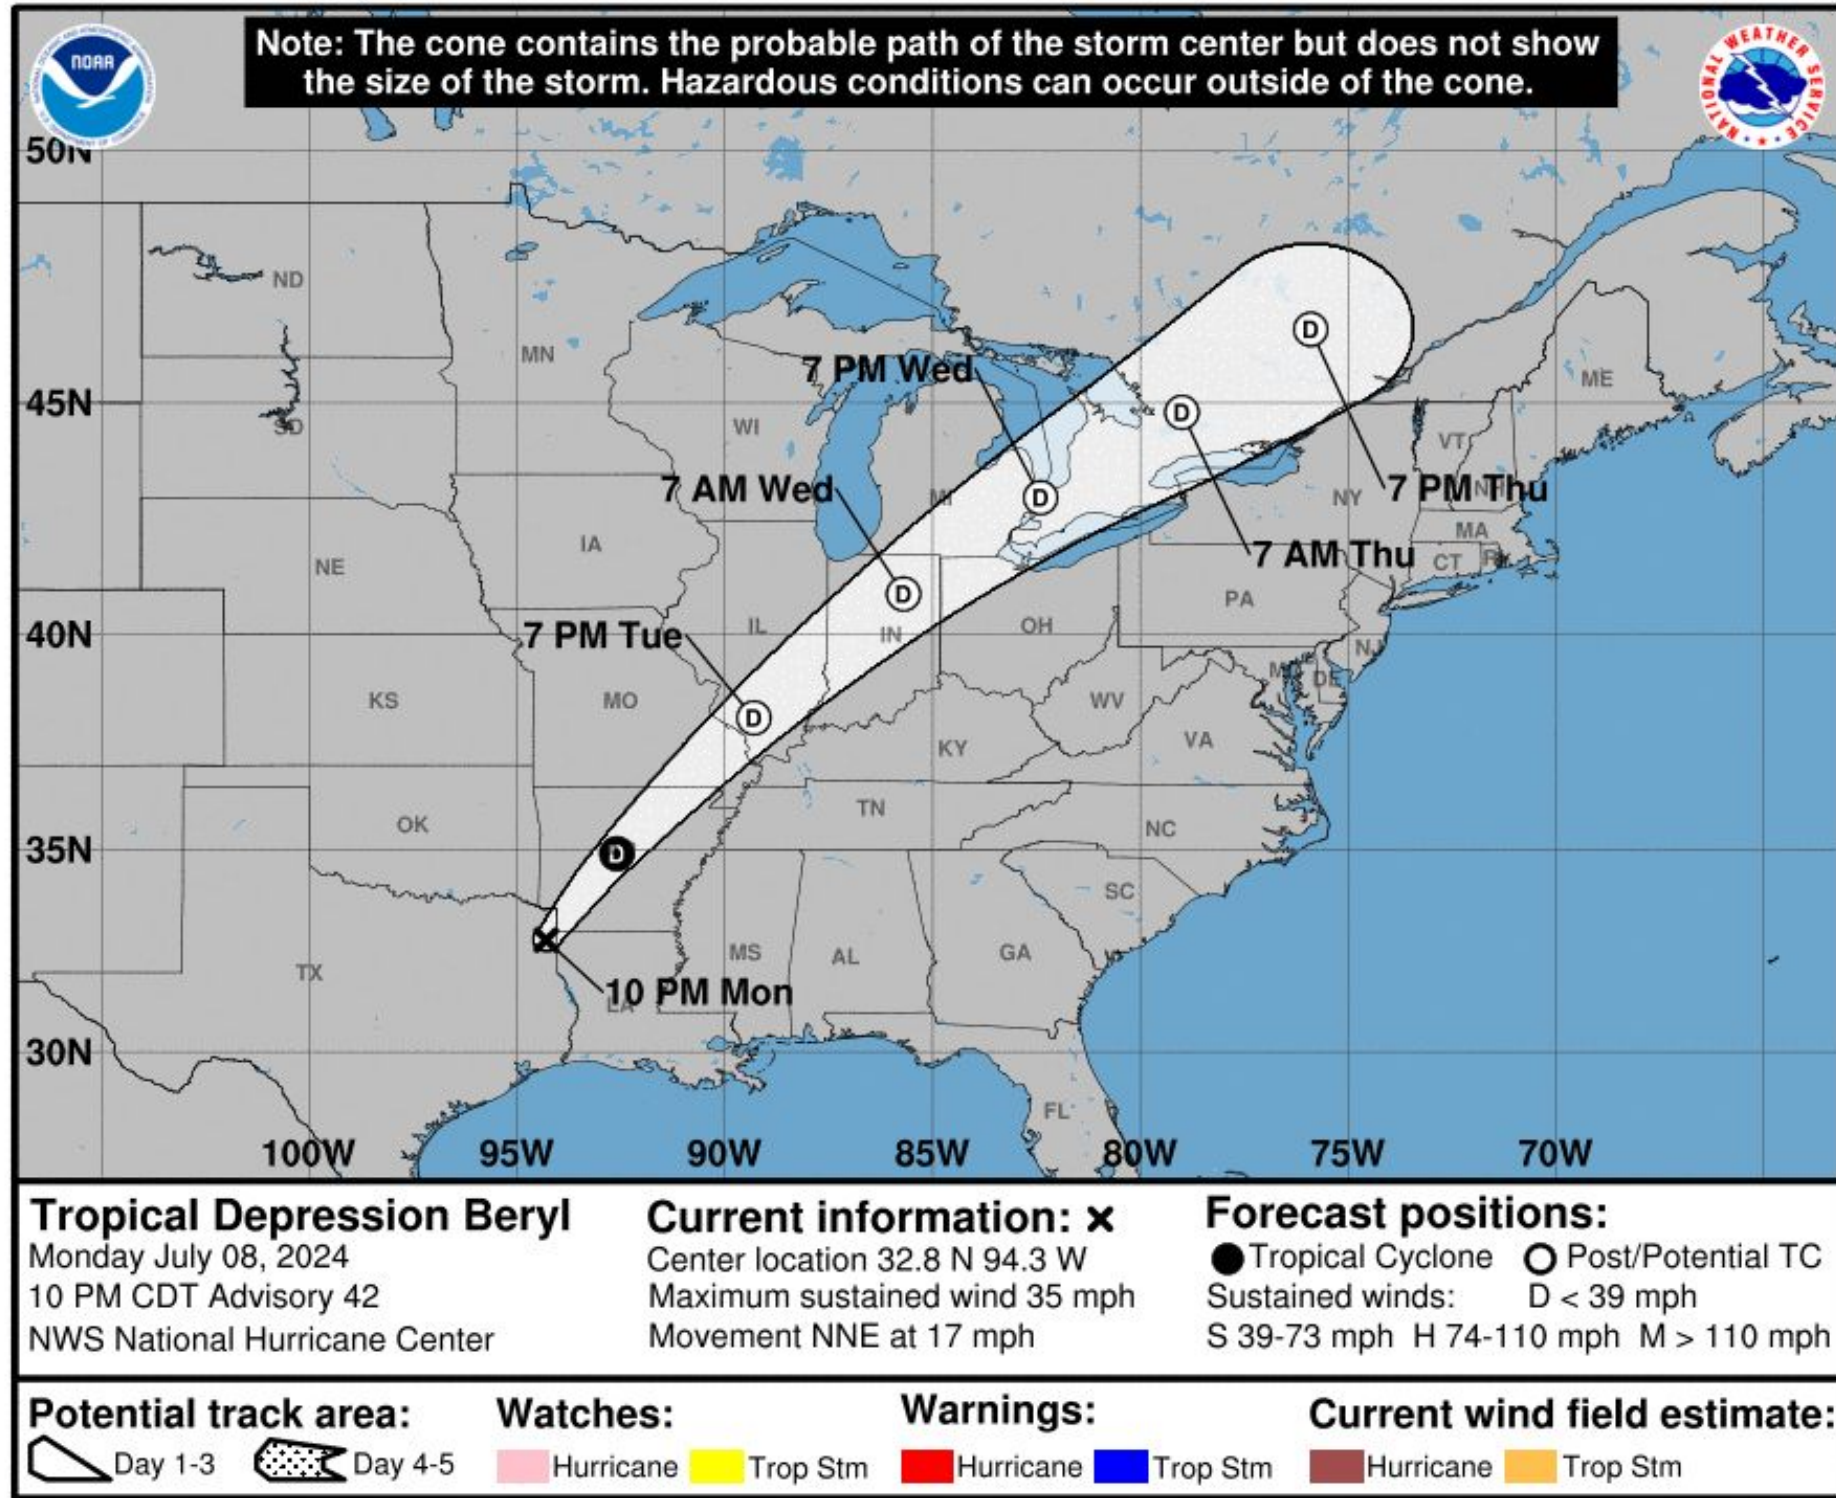 Note: The cone contains the probable path of the storm center but does not show
the size of the storm. Hazardous conditions can occur outside of the cone.
NOAA
NATIONAL WEATHER SERVICE
50N
45N
40N
35N
30N
100W
95W
90W
85W
80W
75W
70W
ND
MN
SD
WI
MI
ME
VT
NH
NY
MA
CT
NE
IA
IL
IN
OH
PA
NJ
DE
KS
MO
WV
VA
KY
OK
TN
NC
SC
TX
LA
MS
AL
GA
FL
7 PM Wed
7 AM Wed
7 PM Thu
7 AM Thu
7 PM Tue
10 PM Mon
D
D
D
D
D
D
Tropical Depression Beryl
Monday July 08, 2024
10 PM CDT Advisory 42
NWS National Hurricane Center
Current information: ×
Center location 32.8 N 94.3 W
Maximum sustained wind 35 mph
Movement NNE at 17 mph
Forecast positions:
Tropical Cyclone Post/Potential TC
Sustained winds: D < 39 mph
S 39-73 mph H 74-110 mph M > 110 mph
Potential track area:
Day 1-3 Day 4-5
Watches:
Hurricane Trop Stm
Warnings:
Hurricane Trop Stm
Current wind field estimate:
Hurricane Trop Stm